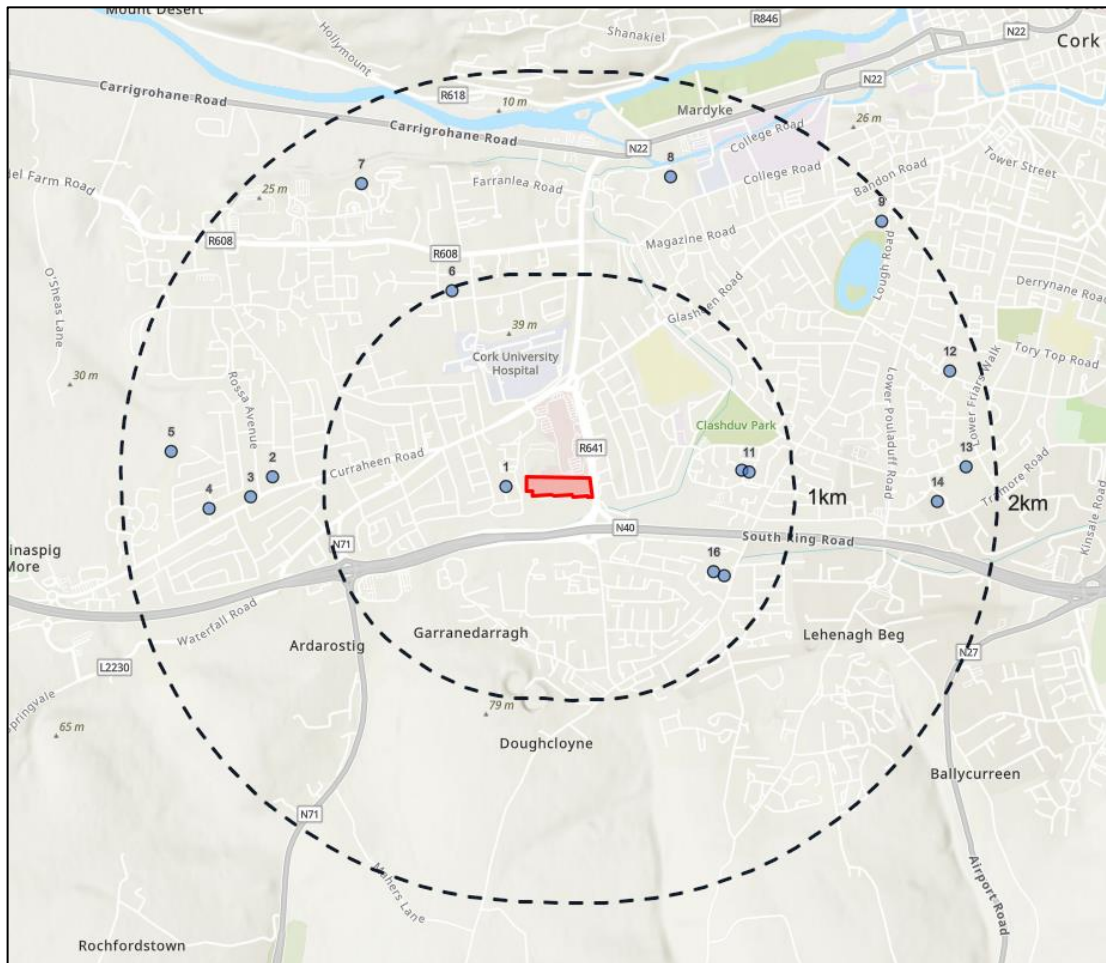 Mount Desert
R846
Shanakiel
N22
Cork
Hollymount
N22
R618
10 m
Mardyke
Carrigrohane Road
Carrigrohane Road
26 m
College Road
N22
Tower Street
7
8
College Road
Bandon Road
el Farm Road
25 m
Farranlea Road
9
R608
R608
Magazine Road
Lough Road
6
O'Sheas Lane
Glasheen Road
Derrynane Road
39 m
Cork University
Hospital
12
Tory Top Road
30 m
Rossa Avenue
Lower Pouladuff Road
Lower Friars Walk
Clashduv Park
5
R641
Curraheen Road
2
11
13
1
3
Tramore Road
4
14
1km
2km
Kinsale Road
N40
South Ring Road
N71
inaspig
More
16
Waterfall Road
Garranedarragh
Lehenagh Beg
Ardarostig
N27
L2230
Springvale
79 m
65 m
Doughcloyne
Ballycurreen
N71
Mahers Lane
Airport Road
Rochfordstown